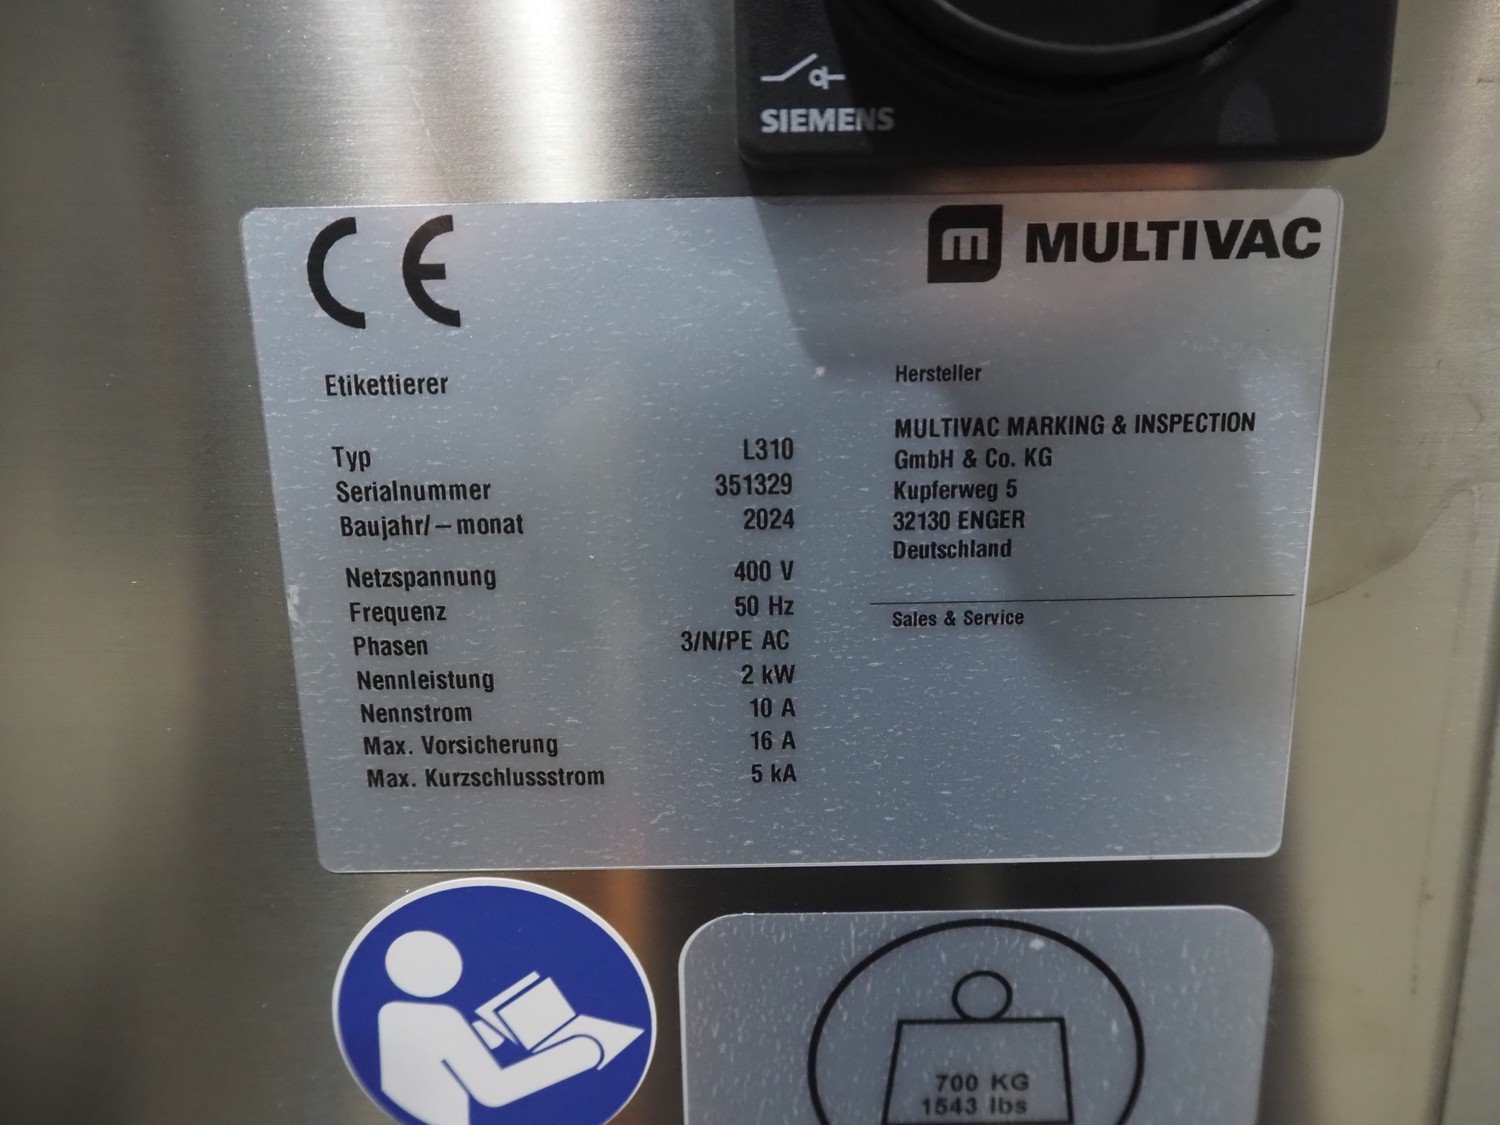 SIEMENS
CE
MULTIVAC
Etikettierer
Typ L310
Serialnummer 351329
Baujahr/–monat 2024
Netzspannung 400 V
Frequenz 50 Hz
Phasen 3/N/PE AC
Nennleistung 2 kW
Nennstrom 10 A
Max. Vorsicherung 16 A
Max. Kurzschlussstrom 5 kA
Hersteller
MULTIVAC MARKING & INSPECTION
GmbH & Co. KG
Kupferweg 5
32130 ENGER
Deutschland
Sales & Service
700 KG
1543 lbs